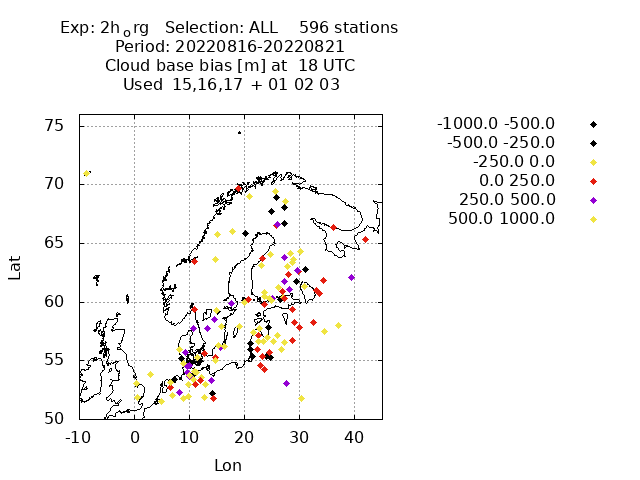 Exp: 2horg Selection: ALL 596 stations
Period: 20220816-20220821
Cloud base bias [m] at 18 UTC
Used 15,16,17 + 01 02 03
-1000.0 -500.0
-500.0 -250.0
-250.0 0.0
0.0 250.0
250.0 500.0
500.0 1000.0
75
70
65
60
55
50
Lat
-10 0 10 20 30 40
Lon